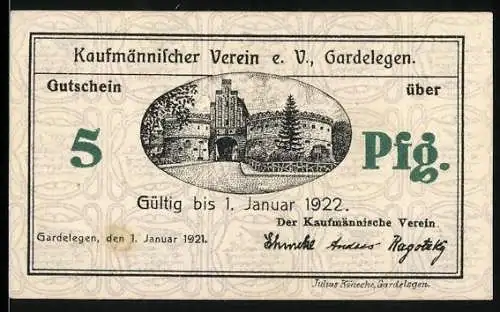 Kaufmänniſcher Verein e. V., Gardelegen.
Gutschein über
5 Pfg.
Gültig bis 1. Januar 1922.
Der Kaufmännische Verein
Gardelegen, den 1. Januar 1921.
Julius Könecke, Gardelegen.